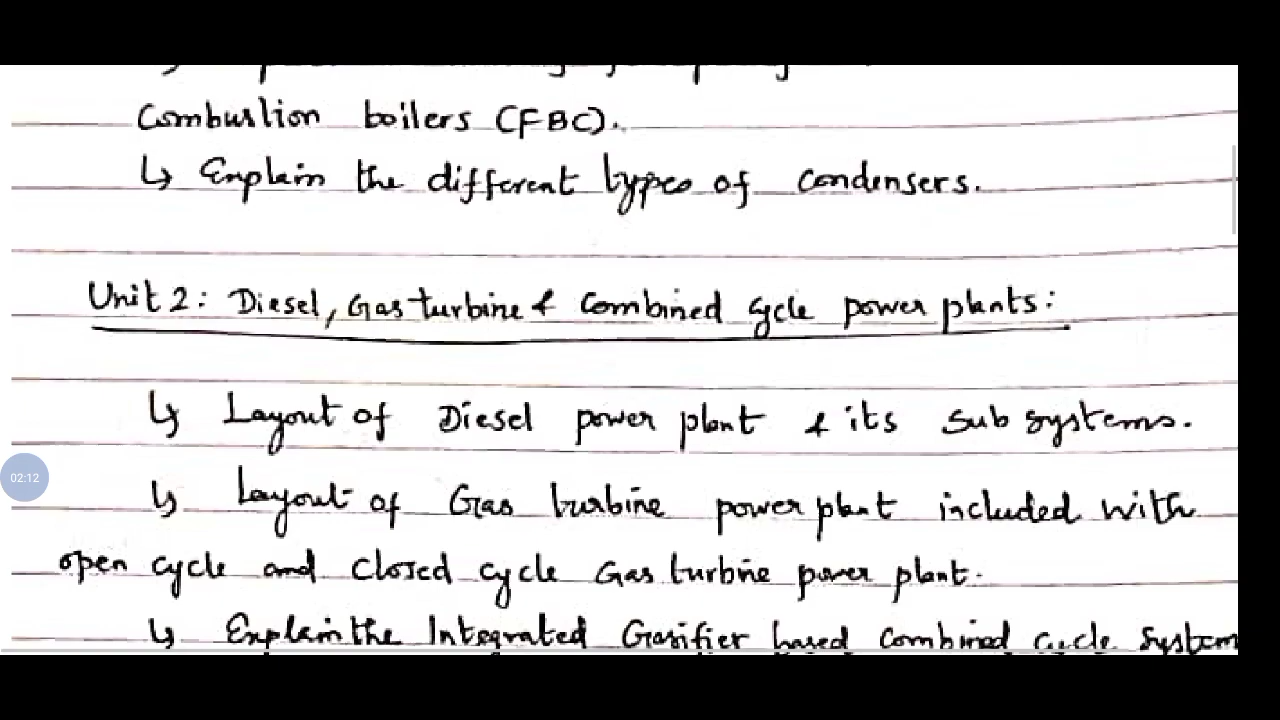 Combustion boilers (FBC).
↳ Explain the different types of condensers.
Unit 2: Diesel, Gas turbine & Combined cycle power plants:
↳ Layout of Diesel power plant & its sub systems.
02:12
↳ Layout of Gas turbine power plant included with
open cycle and closed cycle Gas turbine power plant.
↳ Explain the Integrated Gasifier based Combined cycle system